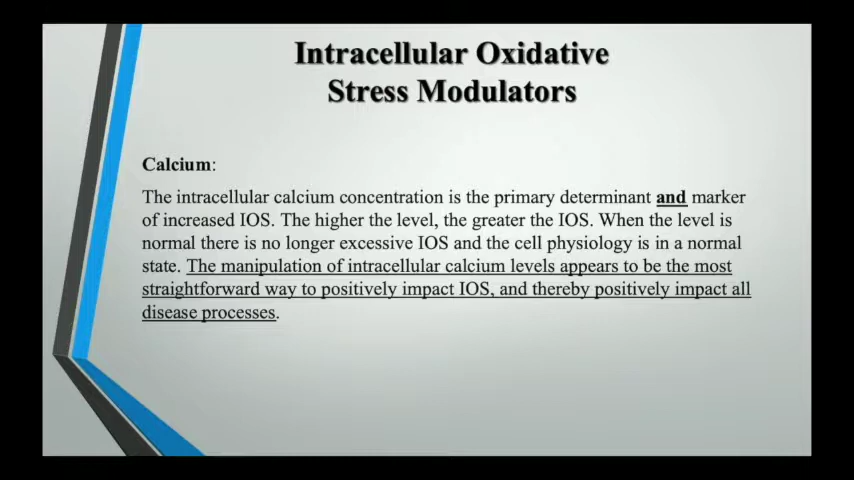 Intracellular Oxidative
Stress Modulators
Calcium:
The intracellular calcium concentration is the primary determinant and marker
of increased IOS. The higher the level, the greater the IOS. When the level is
normal there is no longer excessive IOS and the cell physiology is in a normal
state. The manipulation of intracellular calcium levels appears to be the most
straightforward way to positively impact IOS, and thereby positively impact all
disease processes.